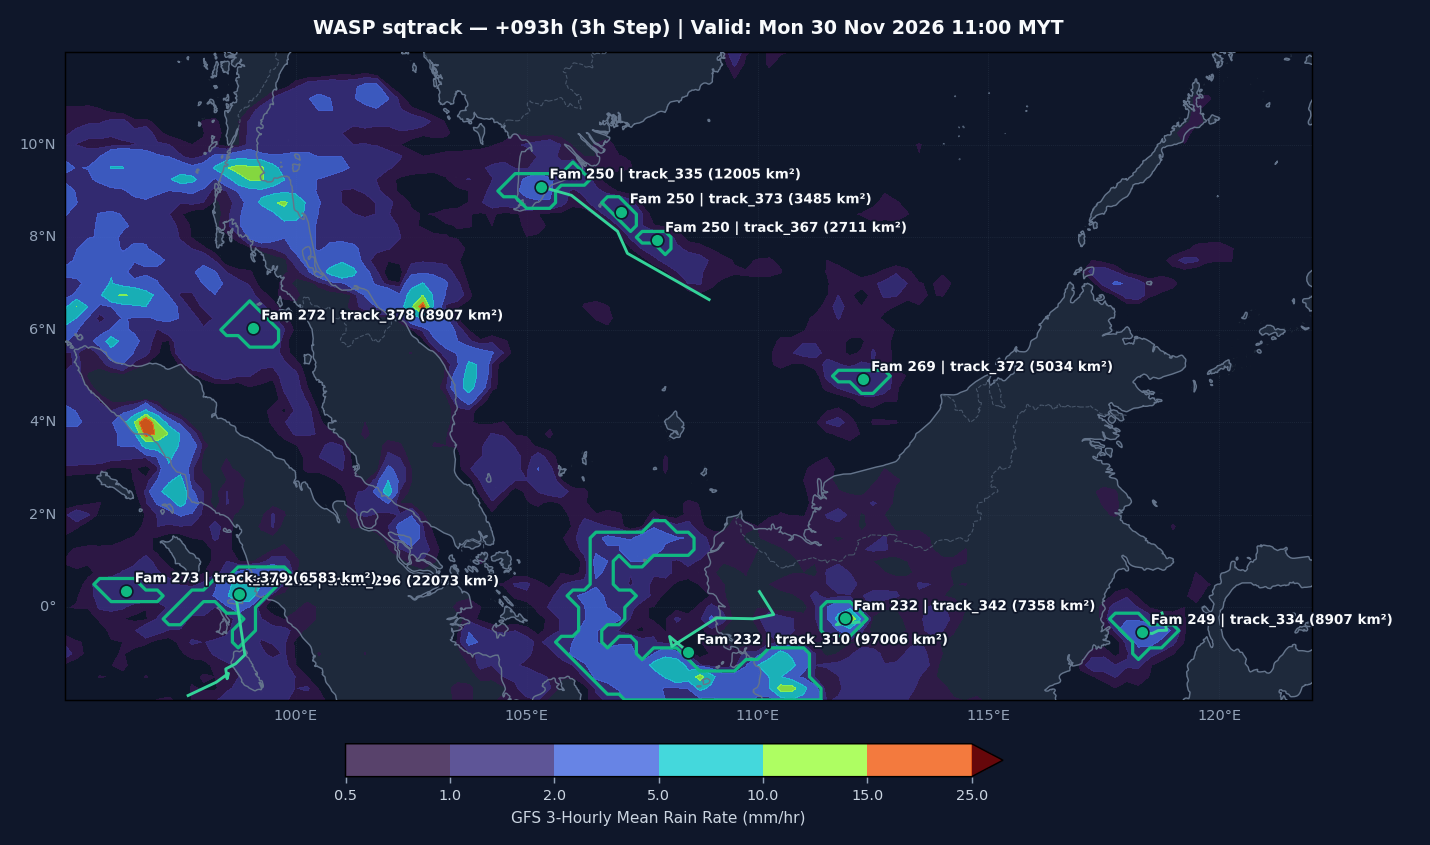 WASP sqtrack — +093h (3h Step) | Valid: Mon 30 Nov 2026 11:00 MYT
10°N
8°N
6°N
4°N
2°N
0°
Fam 250 | track_335 (12005 km²)
Fam 250 | track_373 (3485 km²)
Fam 250 | track_367 (2711 km²)
Fam 272 | track_378 (8907 km²)
Fam 269 | track_372 (5034 km²)
Fam 273 | track_379 (6583 km²)
296 (22073 km²)
Fam 232 | track_342 (7358 km²)
Fam 249 | track_334 (8907 km²)
Fam 232 | track_310 (97006 km²)
100°E 105°E 110°E 115°E 120°E
0.5 1.0 2.0 5.0 10.0 15.0 25.0
GFS 3-Hourly Mean Rain Rate (mm/hr)